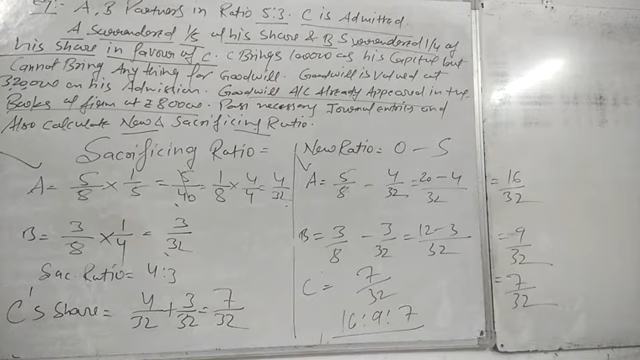 A, B Partners in Ratio 5:3. C is Admitted.
A Surrendered 1/5 of his Share & B Surrendered 1/4 of
his Share in favour of C. C Brings 100000 as his Capital but
Cannot Bring Any thing for Goodwill. Goodwill is Valued at
320000 on his Admission. Goodwill A/c Already Appeared in the
Books of firm at 2 80000. Pass necessary Journal entries and
Also Calculate New & Sacrificing Ratio.
Sacrificing Ratio =
A = 5/8 × 1/5 = 5/40 = 1/8 × 4/4 = 4/32
B = 3/8 × 1/4 = 3/32
Sac. Ratio = 4:3
C's Share = 4/32 + 3/32 = 7/32
New Ratio = O - S
A = 5/8 - 4/32 = 20-4/32 = 16/32
B = 3/8 - 3/32 = 12-3/32 = 9/32
C = 7/32 = 7/32
16:9:7